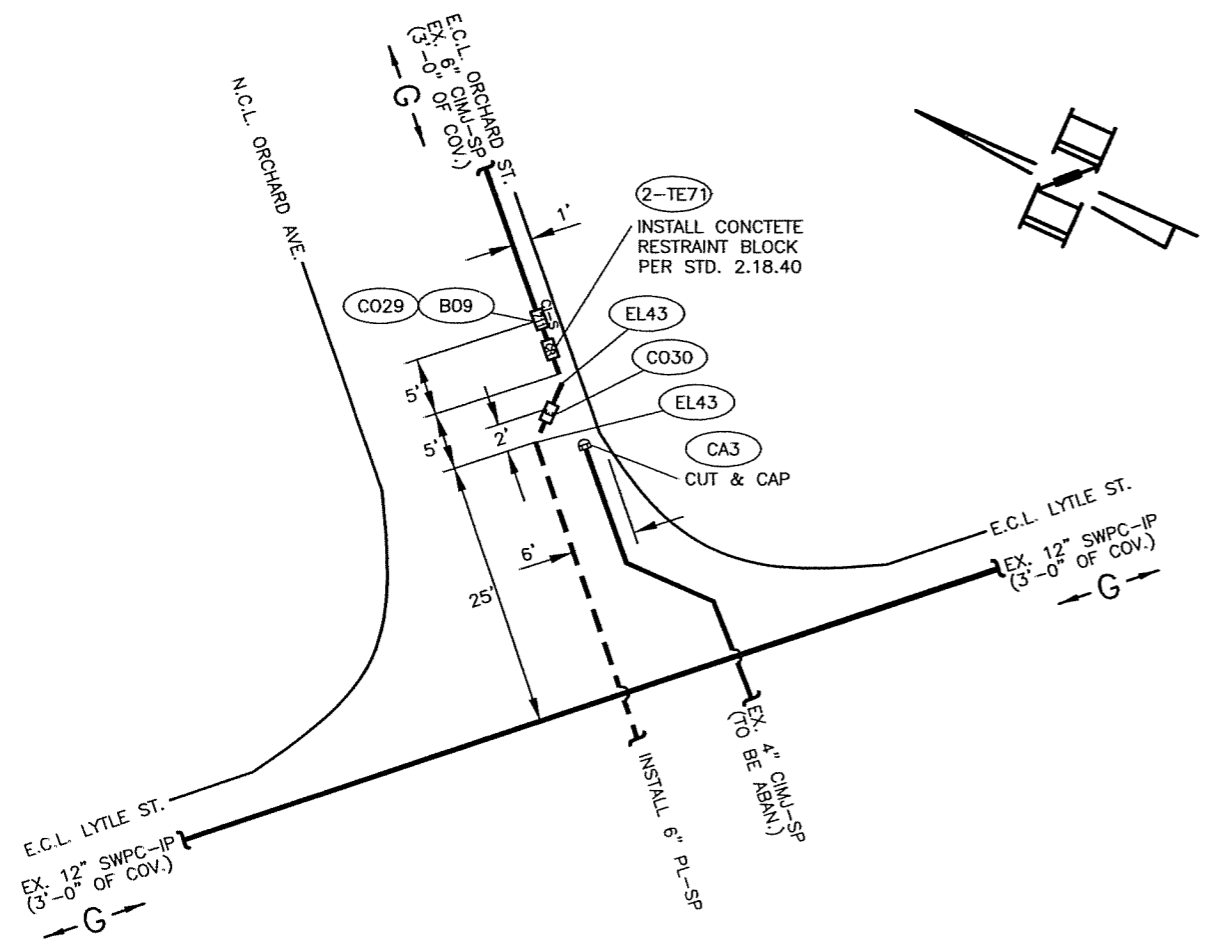 E.C.L. ORCHARD ST.
EX. 6" CIMJ-SP
(3'-0" OF COV.)
G
N.C.L. ORCHARD AVE.
1'
2-TE71
INSTALL CONCTETE
RESTRAINT BLOCK
PER STD. 2.18.40
CO29
B09
CI-S
EL43
CO30
5'
2'
5'
EL43
CA3
CUT & CAP
6'
25'
E.C.L. LYTLE ST.
EX. 12" SWPC-IP
(3'-0" OF COV.)
G
EX. 4" CIMJ-SP
(TO BE ABAN.)
INSTALL 6" PL-SP
E.C.L. LYTLE ST.
EX. 12" SWPC-IP
(3'-0" OF COV.)
G